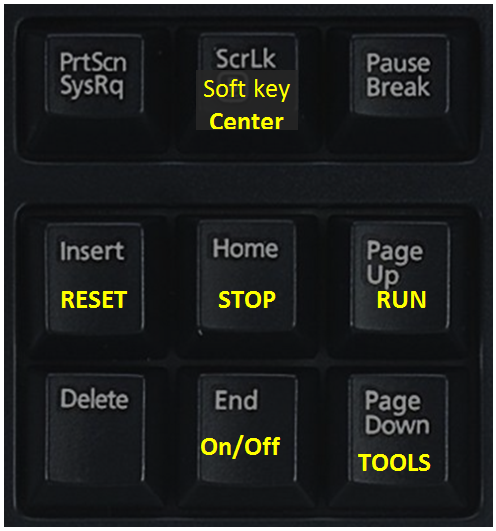 PrtScn
SysRq
ScrLk
Soft key
Center
Pause
Break
Insert
RESET
Home
STOP
Page
Up
RUN
Delete
End
On/Off
Page
Down
TOOLS